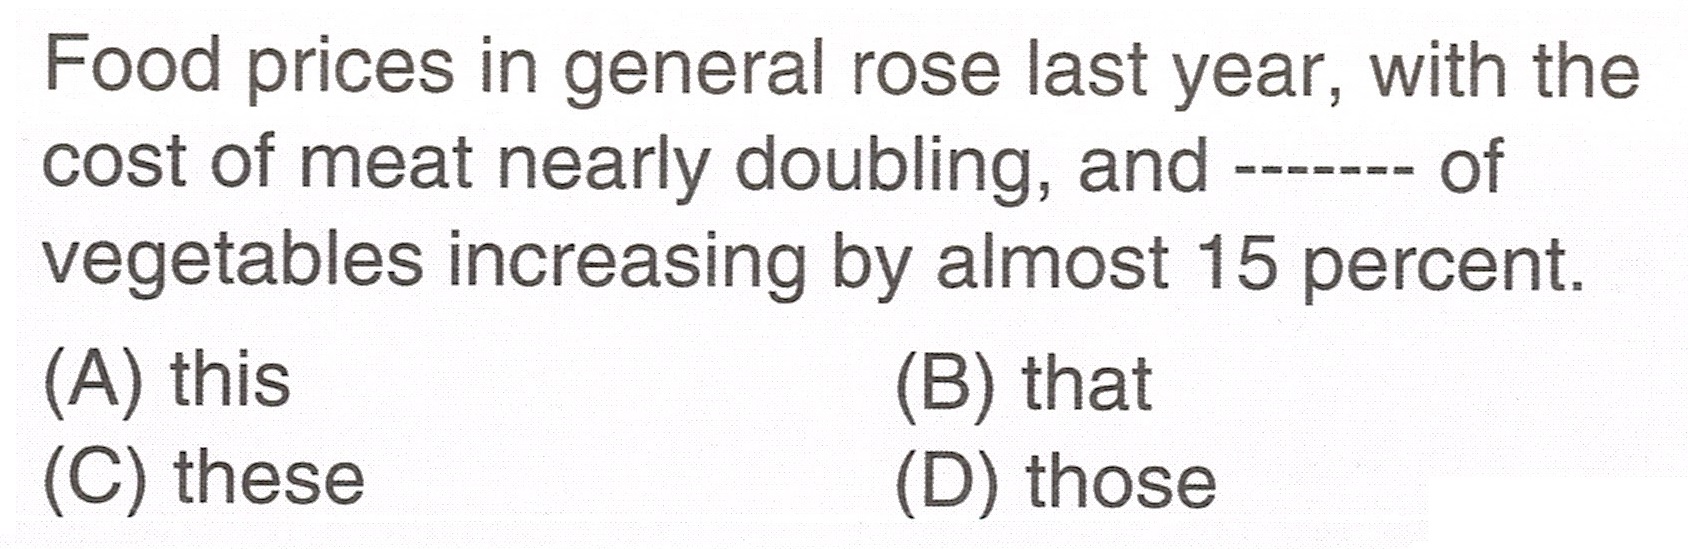 Food prices in general rose last year, with the
cost of meat nearly doubling, and ------- of
vegetables increasing by almost 15 percent.
(A) this (B) that
(C) these (D) those